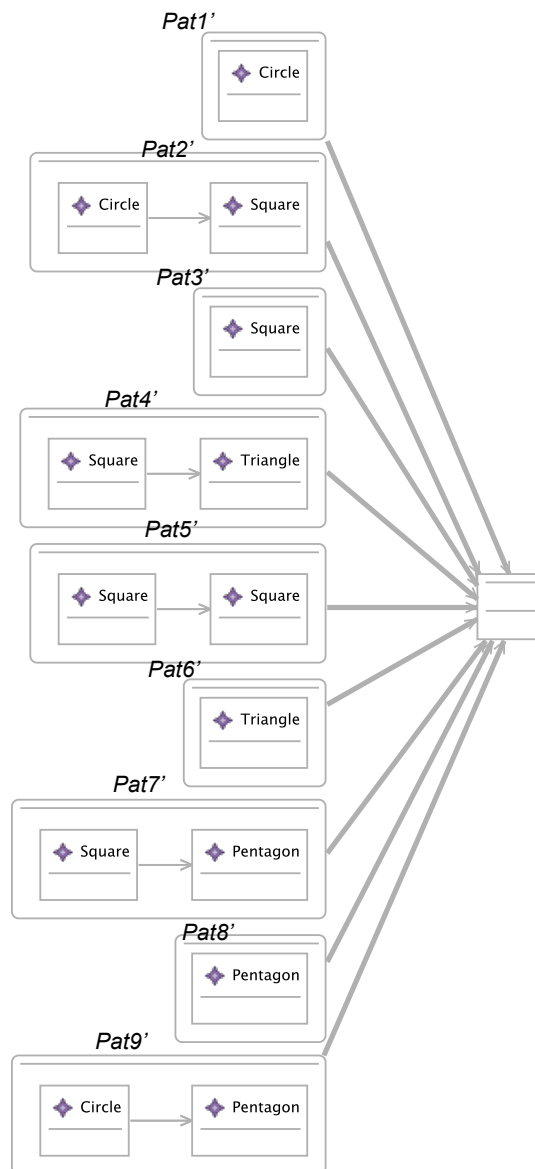 Pat1’
Circle
Pat2’
Circle Square
Pat3’
Square
Pat4’
Square Triangle
Pat5’
Square Square
Pat6’
Triangle
Pat7’
Square Pentagon
Pat8’
Pentagon
Pat9’
Circle Pentagon